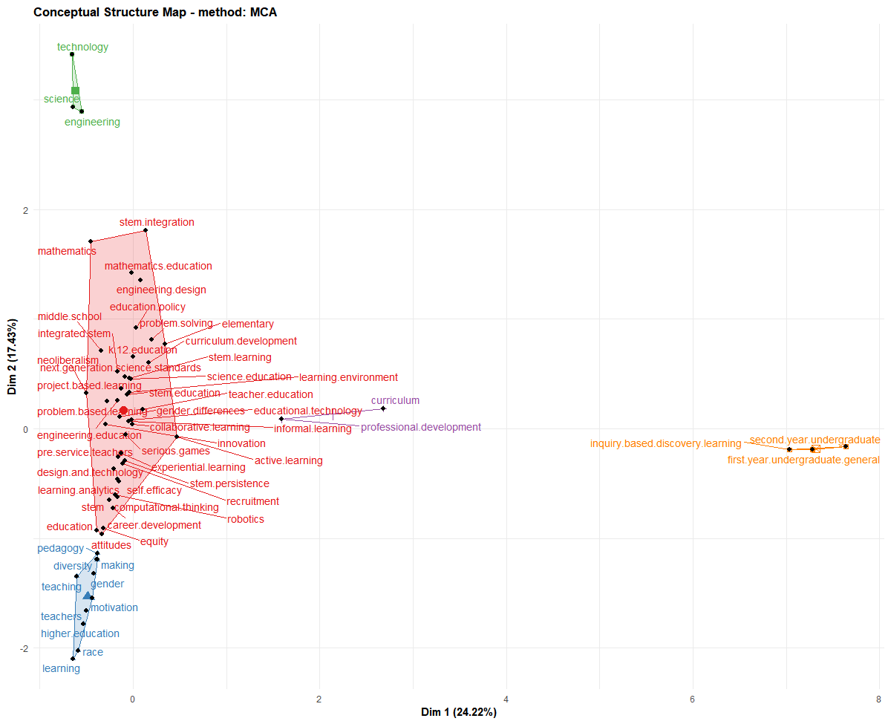 Conceptual Structure Map - method: MCA
technology
science
engineering
2
stem.integration
mathematics
mathematics.education
engineering.design
education.policy
middle.school
problem.solving
elementary
integrated.stem
curriculum.development
k.12.education
neoliberalism
stem.learning
next.generation.science.standards
science.education
learning.environment
project.based.learning
stem.education
teacher.education
curriculum
problem.based.learning
gender.differences
educational.technology
collaborative.learning
informal.learning
professional.development
0
engineering.education
innovation
inquiry.based.discovery.learning
second.year.undergraduate
pre.service.teachers
serious.games
active.learning
first.year.undergraduate.general
design.and.technology
experiential.learning
stem.persistence
learning.analytics
self.efficacy
recruitment
stem
computational.thinking
robotics
education
career.development
equity
attitudes
pedagogy
diversity
making
teaching
gender
motivation
teachers
higher.education
race
-2
learning
0
2
4
6
8
Dim 1 (24.22%)
Dim 2 (17.43%)